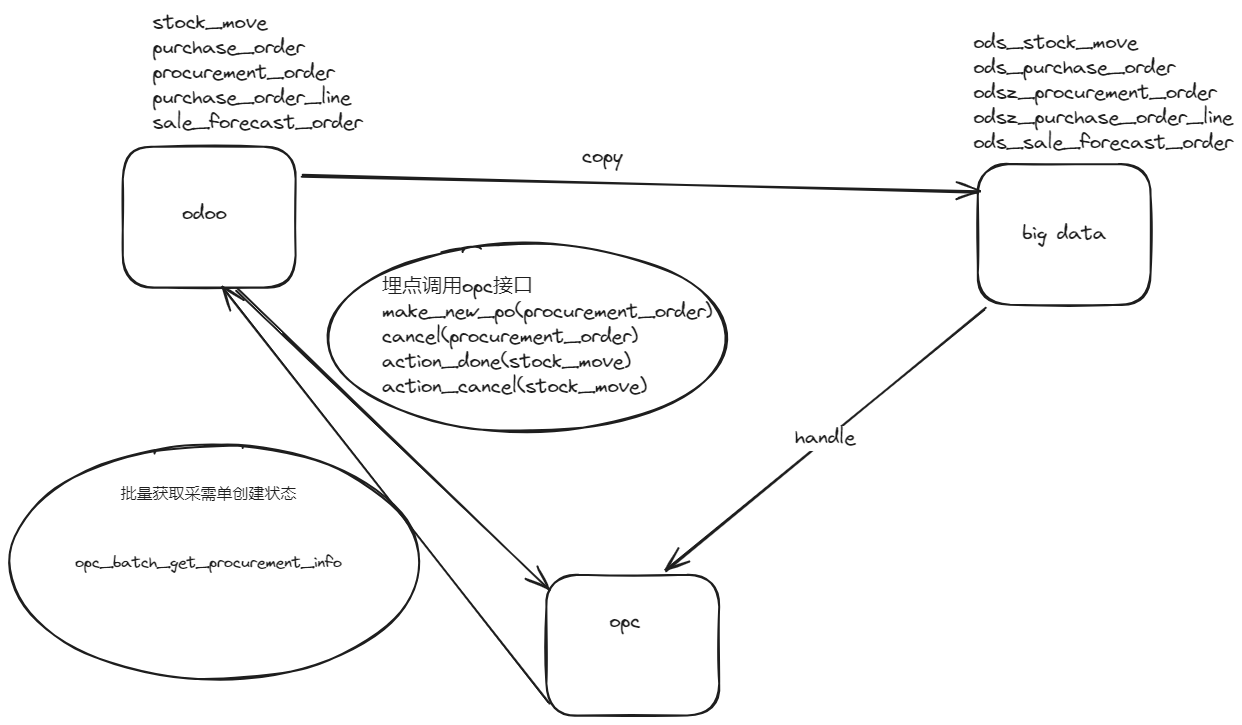 stock_move
purchase_order
procurement_order
purchase_order_line
sale_forecast_order
ods_stock_move
ods_purchase_order
odsz_procurement_order
odsz_purchase_order_line
ods_sale_forecast_order
copy
odoo
big data
埋点调用opc接口
make_new_po(procurement_order)
cancel(procurement_order)
action_done(stock_move)
action_cancel(stock_move)
handle
批量获取采需单创建状态
opc_batch_get_procurement_info
opc